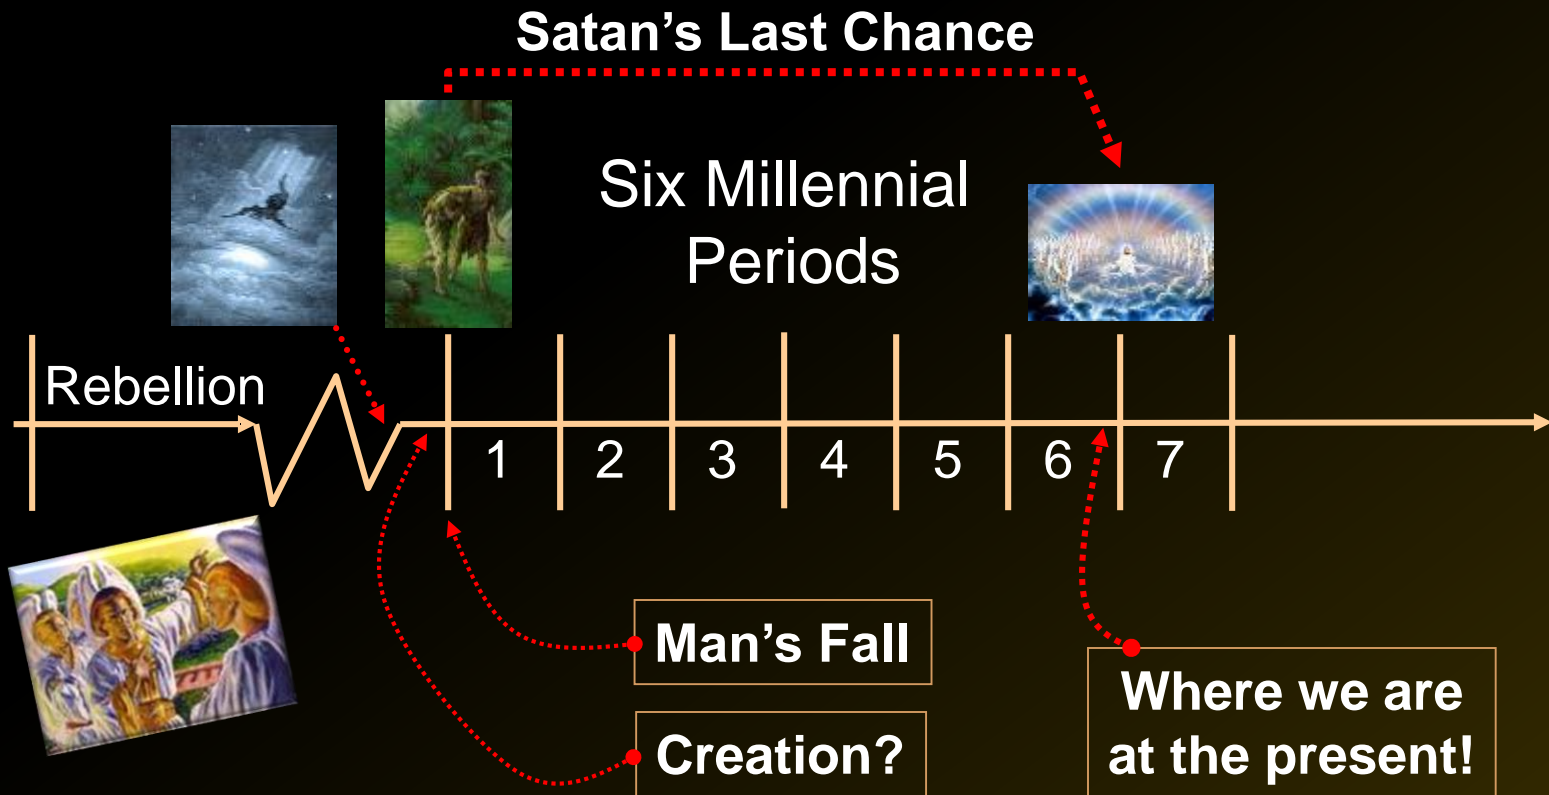 Satan’s Last Chance
Six Millennial
Periods
Rebellion
1 2 3 4 5 6 7
Man’s Fall
Creation?
Where we are
at the present!